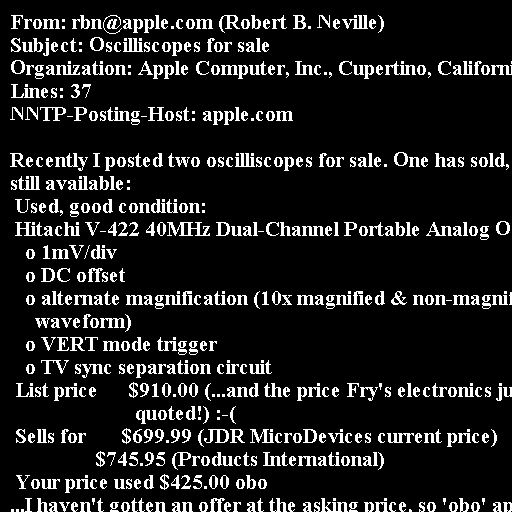 From: rbn@apple.com (Robert B. Neville)
Subject: Oscilliscopes for sale
Organization: Apple Computer, Inc., Cupertino, Californi
Lines: 37
NNTP-Posting-Host: apple.com

Recently I posted two oscilliscopes for sale. One has sold,
still available:
Used, good condition:
Hitachi V-422 40MHz Dual-Channel Portable Analog O
o 1mV/div
o DC offset
o alternate magnification (10x magnified & non-magnif
waveform)
o VERT mode trigger
o TV sync separation circuit
List price $910.00 (...and the price Fry's electronics ju
quoted!) :-(
Sells for $699.99 (JDR MicroDevices current price)
$745.95 (Products International)
Your price used $425.00 obo
...I haven't gotten an offer at the asking price, so 'obo' ap